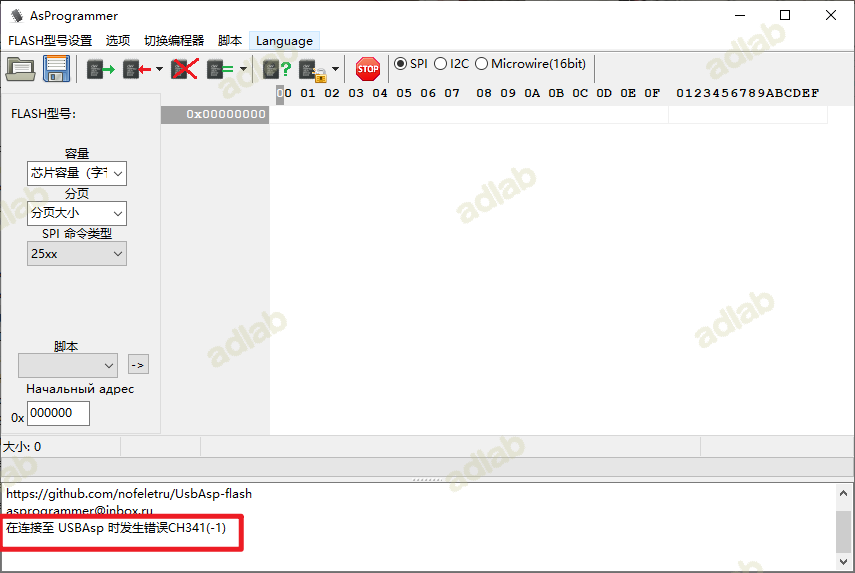 AsProgrammer
FLASH型号设置 选项 切换编程器 脚本 Language
STOP SPI I2C Microwire(16bit)
00 01 02 03 04 05 06 07 08 09 0A 0B 0C 0D 0E 0F 0123456789ABCDEF
FLASH型号:
0x00000000
容量
芯片容量（字节
分页
分页大小
SPI 命令类型
25xx
脚本
->
Начальный адрес
0x 000000
大小: 0
https://github.com/nofeletru/UsbAsp-flash
asprogrammer@inbox.ru
在连接至 USBAsp 时发生错误CH341(-1)
adlab
adlab
adlab
adlab
adlab
adlab
adlab